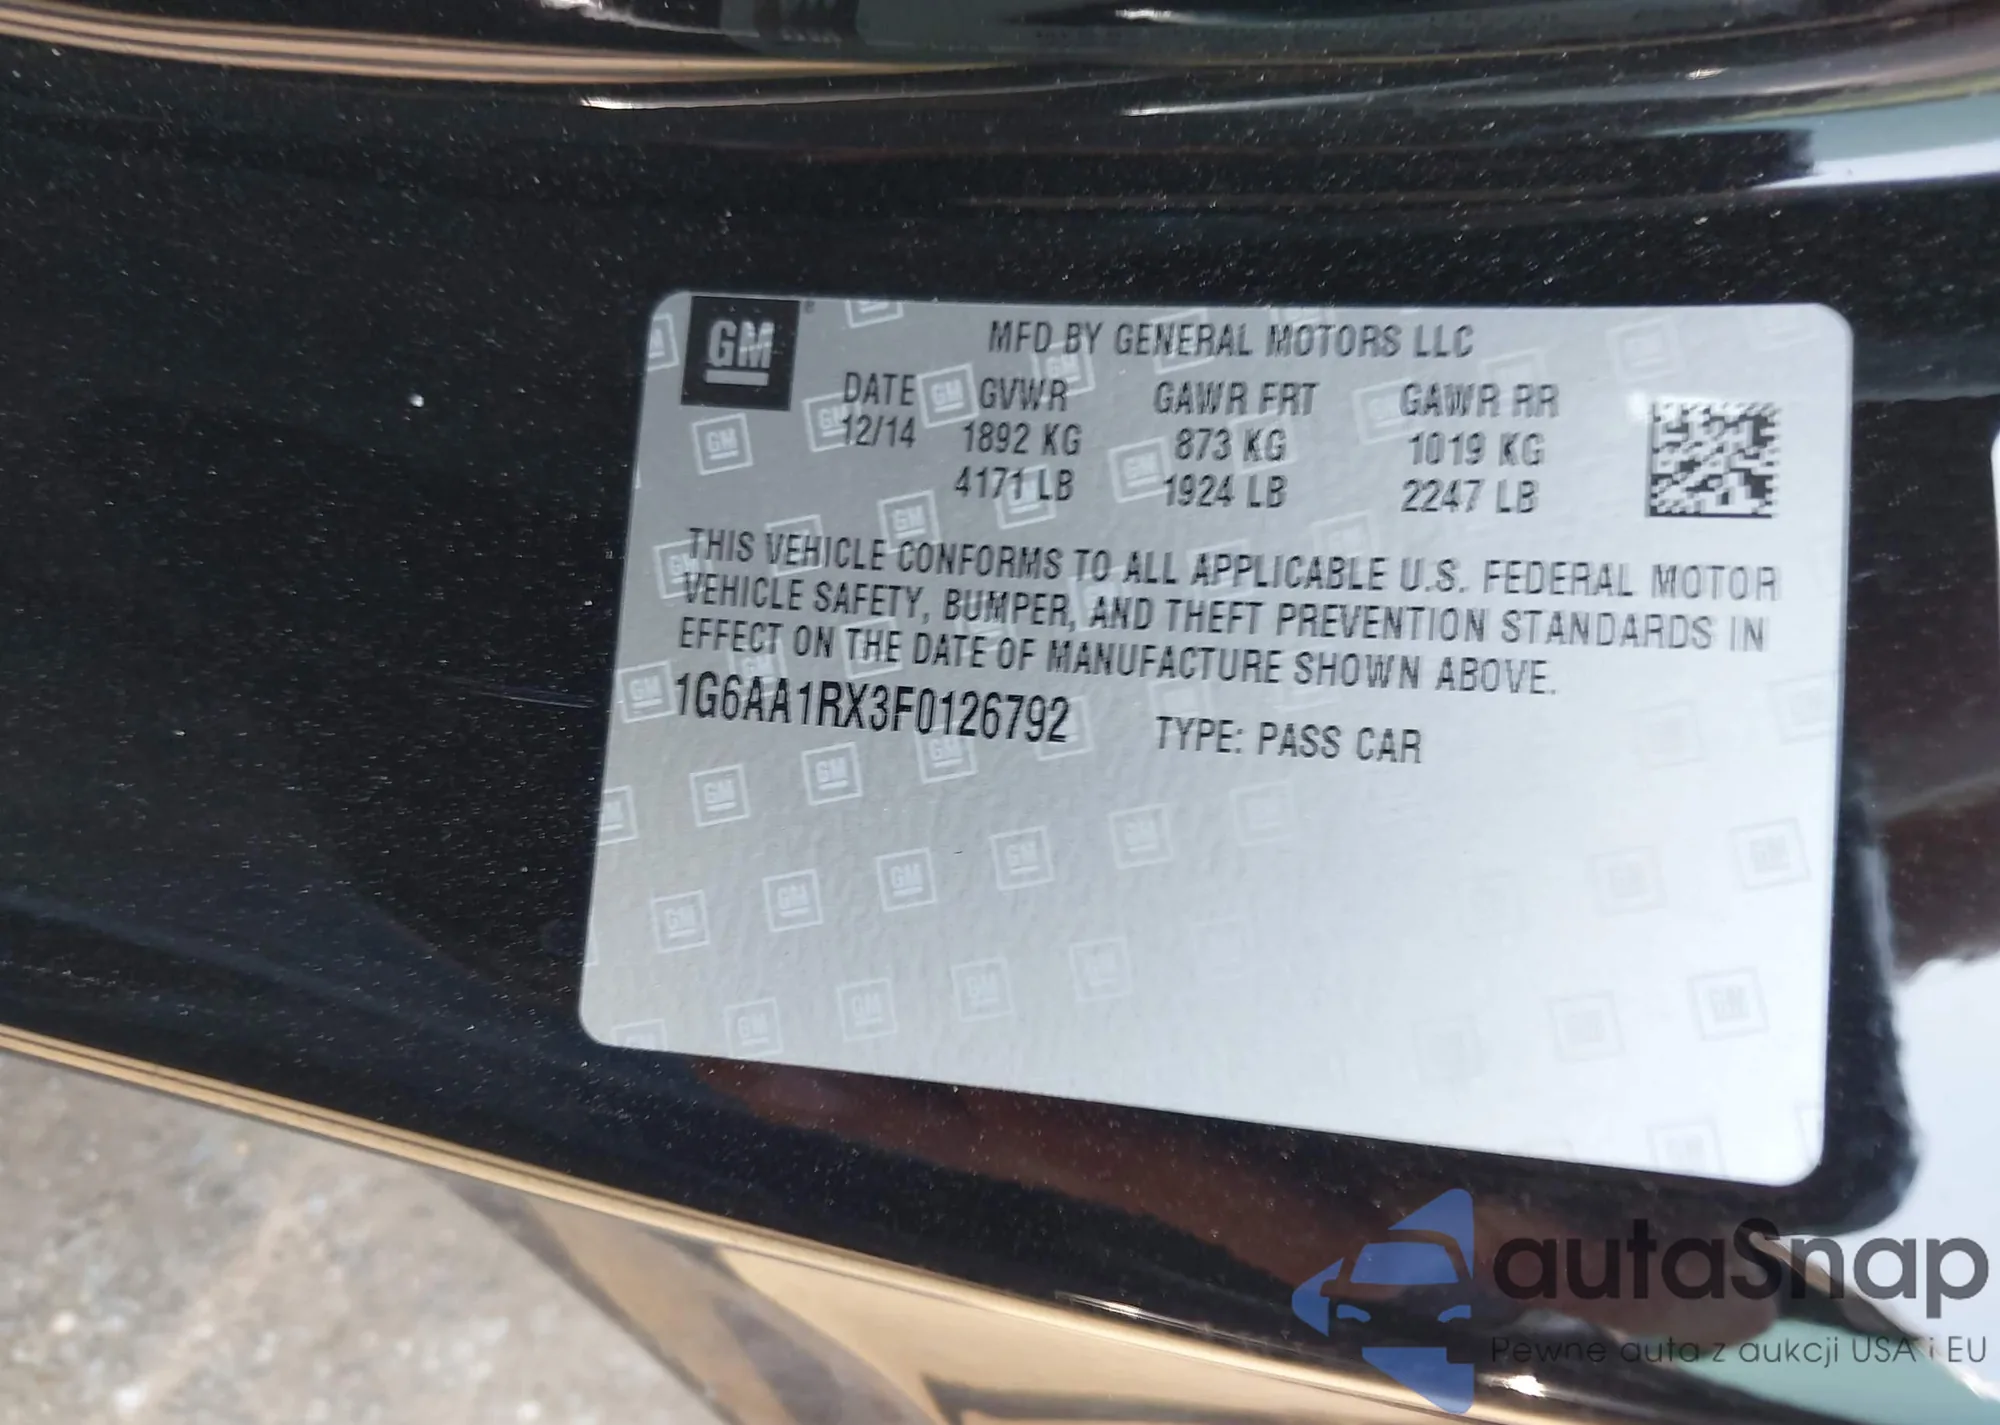 GM
MFD BY GENERAL MOTORS LLC
DATE GVWR GAWR FRT GAWR RR
12/14 1892 KG 873 KG 1019 KG
4171 LB 1924 LB 2247 LB
THIS VEHICLE CONFORMS TO ALL APPLICABLE U.S. FEDERAL MOTOR
VEHICLE SAFETY, BUMPER, AND THEFT PREVENTION STANDARDS IN
EFFECT ON THE DATE OF MANUFACTURE SHOWN ABOVE.
1G6AA1RX3F0126792 TYPE: PASS CAR
autaSnap
Pewne auta z aukcji USA i EU